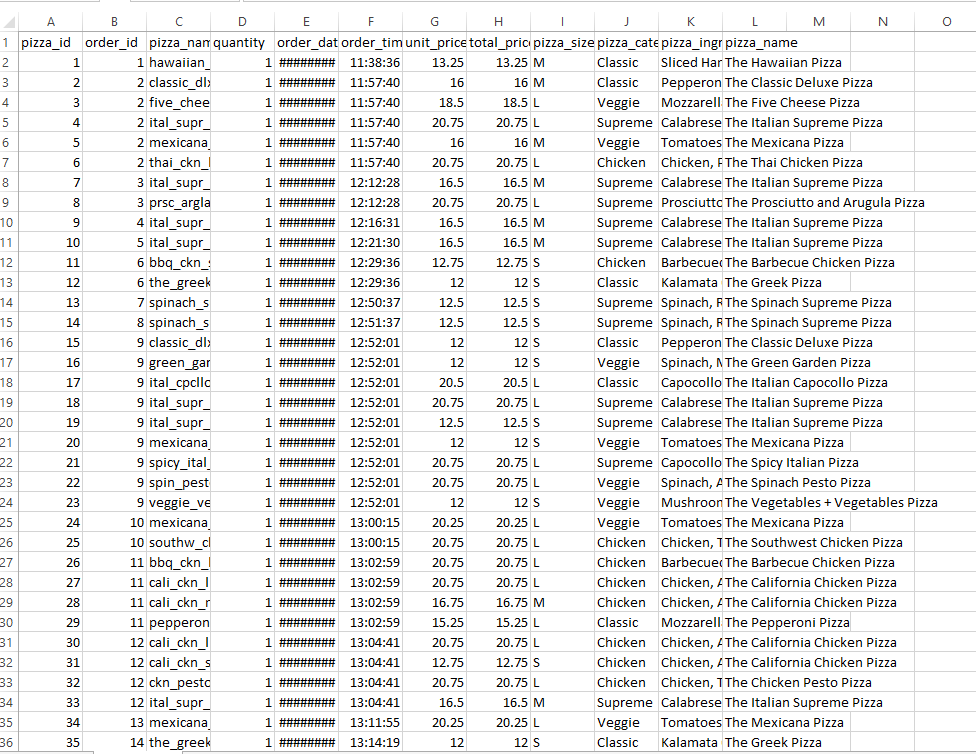 A B C D E F G H I J K L M N O
1 pizza_id order_id pizza_nam quantity order_dat order_tim unit_price total_pric pizza_size pizza_cate pizza_ingr pizza_name
2 1 1 hawaiian_ 1 ######## 11:38:36 13.25 13.25 M Classic Sliced Har The Hawaiian Pizza
3 2 2 classic_dlx 1 ######## 11:57:40 16 16 M Classic Pepperon The Classic Deluxe Pizza
4 3 2 five_chee 1 ######## 11:57:40 18.5 18.5 L Veggie Mozzarell The Five Cheese Pizza
5 4 2 ital_supr_ 1 ######## 11:57:40 20.75 20.75 L Supreme Calabrese The Italian Supreme Pizza
6 5 2 mexicana_ 1 ######## 11:57:40 16 16 M Veggie Tomatoes The Mexicana Pizza
7 6 2 thai_ckn_l 1 ######## 11:57:40 20.75 20.75 L Chicken Chicken, P The Thai Chicken Pizza
8 7 3 ital_supr_ 1 ######## 12:12:28 16.5 16.5 M Supreme Calabrese The Italian Supreme Pizza
9 8 3 prsc_argla 1 ######## 12:12:28 20.75 20.75 L Supreme Prosciutto The Prosciutto and Arugula Pizza
10 9 4 ital_supr_ 1 ######## 12:16:31 16.5 16.5 M Supreme Calabrese The Italian Supreme Pizza
11 10 5 ital_supr_ 1 ######## 12:21:30 16.5 16.5 M Supreme Calabrese The Italian Supreme Pizza
12 11 6 bbq_ckn_s 1 ######## 12:29:36 12.75 12.75 S Chicken Barbecued The Barbecue Chicken Pizza
13 12 6 the_greek 1 ######## 12:29:36 12 12 S Classic Kalamata The Greek Pizza
14 13 7 spinach_s 1 ######## 12:50:37 12.5 12.5 S Supreme Spinach, R The Spinach Supreme Pizza
15 14 8 spinach_s 1 ######## 12:51:37 12.5 12.5 S Supreme Spinach, R The Spinach Supreme Pizza
16 15 9 classic_dlx 1 ######## 12:52:01 12 12 S Classic Pepperon The Classic Deluxe Pizza
17 16 9 green_gar 1 ######## 12:52:01 12 12 S Veggie Spinach, M The Green Garden Pizza
18 17 9 ital_cpcllo 1 ######## 12:52:01 20.5 20.5 L Classic Capocollo The Italian Capocollo Pizza
19 18 9 ital_supr_ 1 ######## 12:52:01 20.75 20.75 L Supreme Calabrese The Italian Supreme Pizza
20 19 9 ital_supr_ 1 ######## 12:52:01 12.5 12.5 S Supreme Calabrese The Italian Supreme Pizza
21 20 9 mexicana_ 1 ######## 12:52:01 12 12 S Veggie Tomatoes The Mexicana Pizza
22 21 9 spicy_ital_ 1 ######## 12:52:01 20.75 20.75 L Supreme Capocollo The Spicy Italian Pizza
23 22 9 spin_pest 1 ######## 12:52:01 20.75 20.75 L Veggie Spinach, A The Spinach Pesto Pizza
24 23 9 veggie_ve 1 ######## 12:52:01 12 12 S Veggie Mushroon The Vegetables + Vegetables Pizza
25 24 10 mexicana_ 1 ######## 13:00:15 20.25 20.25 L Veggie Tomatoes The Mexicana Pizza
26 25 10 southw_cl 1 ######## 13:00:15 20.75 20.75 L Chicken Chicken, T The Southwest Chicken Pizza
27 26 11 bbq_ckn_l 1 ######## 13:02:59 20.75 20.75 L Chicken Barbecued The Barbecue Chicken Pizza
28 27 11 cali_ckn_l 1 ######## 13:02:59 20.75 20.75 L Chicken Chicken, A The California Chicken Pizza
29 28 11 cali_ckn_r 1 ######## 13:02:59 16.75 16.75 M Chicken Chicken, A The California Chicken Pizza
30 29 11 pepperon 1 ######## 13:02:59 15.25 15.25 L Classic Mozzarell The Pepperoni Pizza
31 30 12 cali_ckn_l 1 ######## 13:04:41 20.75 20.75 L Chicken Chicken, A The California Chicken Pizza
32 31 12 cali_ckn_s 1 ######## 13:04:41 12.75 12.75 S Chicken Chicken, A The California Chicken Pizza
33 32 12 ckn_pesto 1 ######## 13:04:41 20.75 20.75 L Chicken Chicken, T The Chicken Pesto Pizza
34 33 12 ital_supr_ 1 ######## 13:04:41 16.5 16.5 M Supreme Calabrese The Italian Supreme Pizza
35 34 13 mexicana_ 1 ######## 13:11:55 20.25 20.25 L Veggie Tomatoes The Mexicana Pizza
36 35 14 the_greek 1 ######## 13:14:19 12 12 S Classic Kalamata The Greek Pizza